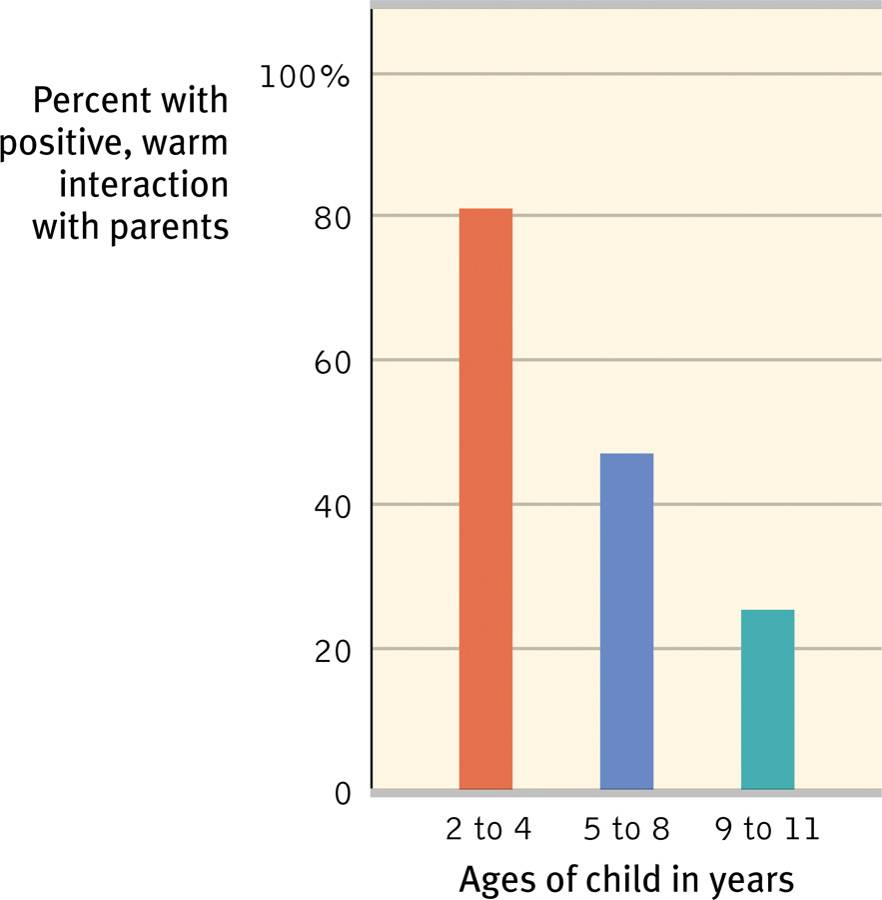 Percent with
positive, warm
interaction
with parents
100%
80
60
40
20
0
2 to 4
5 to 8
9 to 11
Ages of child in years